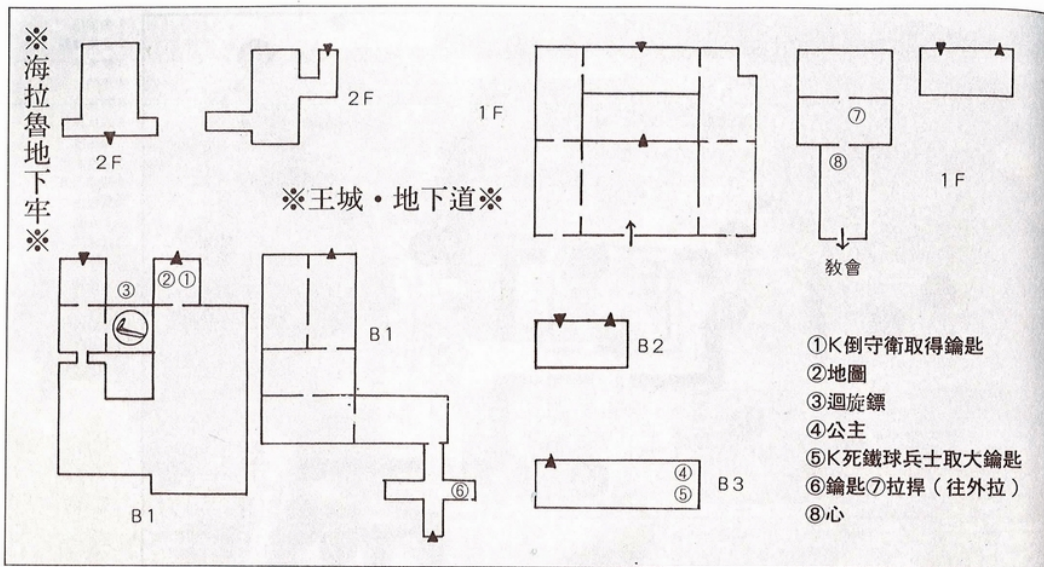 ※海拉魯地下牢※
2F
2F
※王城・地下道※
1F
⑦
⑧
1F
教會
③
②①
B1
B1
⑥
B2
④
⑤
B3
①K倒守衛取得鑰匙
②地圖
③迴旋鏢
④公主
⑤K死鐵球兵士取大鑰匙
⑥鑰匙⑦拉捍（往外拉）
⑧心